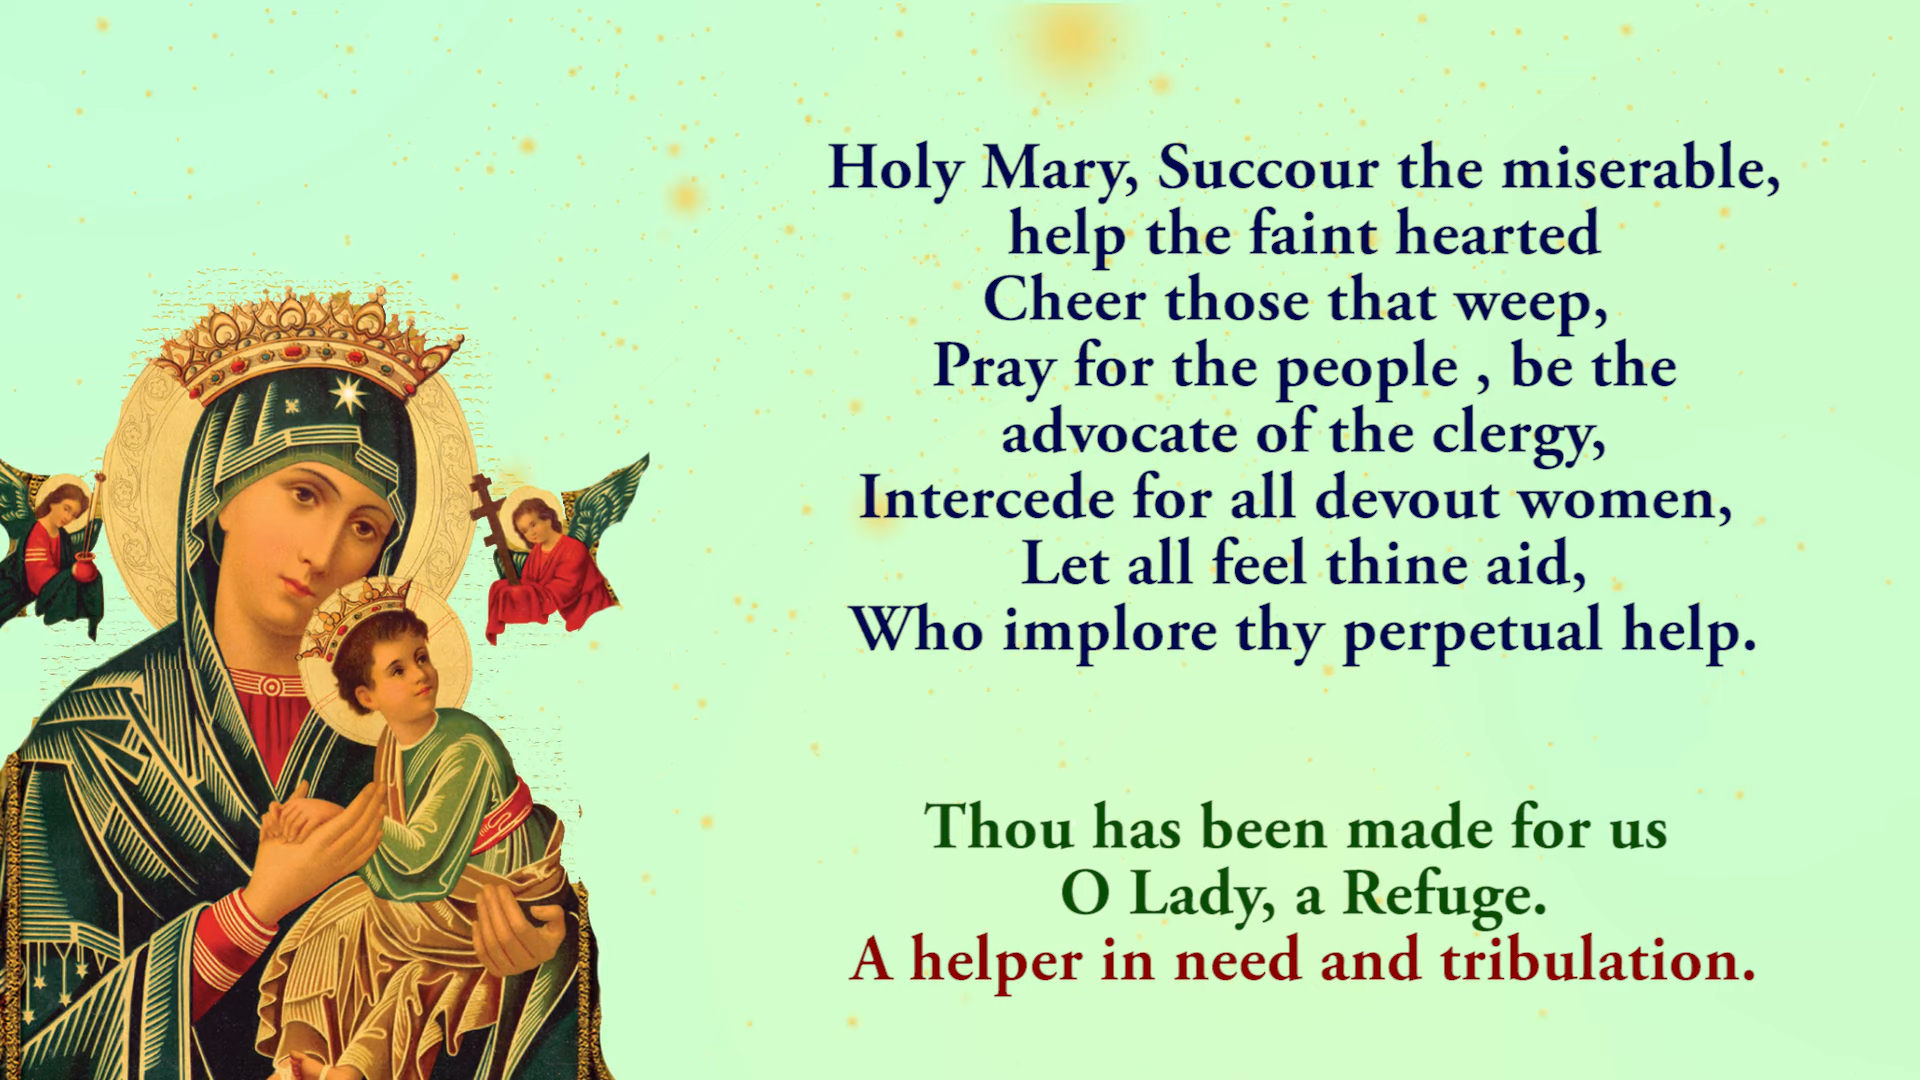 Holy Mary, Succour the miserable,
help the faint hearted
Cheer those that weep,
Pray for the people , be the
advocate of the clergy,
Intercede for all devout women,
Let all feel thine aid,
Who implore thy perpetual help.
Thou has been made for us
O Lady, a Refuge.
A helper in need and tribulation.